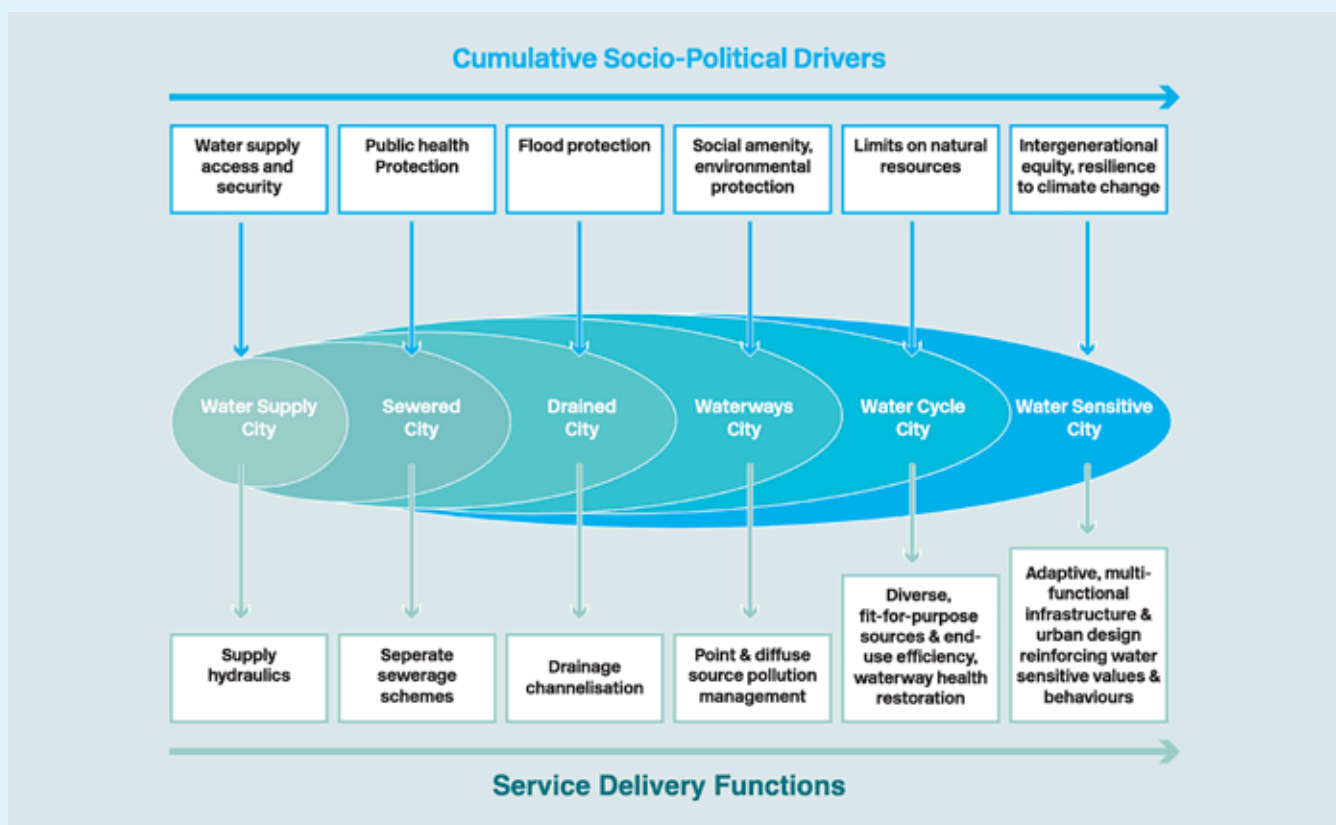 Cumulative Socio-Political Drivers
Water supply
access and
security
Public health
Protection
Flood protection
Social amenity,
environmental
protection
Limits on natural
resources
Intergenerational
equity, resilience
to climate change
Water Supply
City
Sewered
City
Drained
City
Waterways
City
Water Cycle
City
Water Sensitive
City
Supply
hydraulics
Seperate
sewerage
schemes
Drainage
channelisation
Point & diffuse
source pollution
management
Diverse,
fit-for-purpose
sources & end-
use efficiency,
waterway health
restoration
Adaptive, multi-
functional
infrastructure &
urban design
reinforcing water
sensitive values &
behaviours
Service Delivery Functions